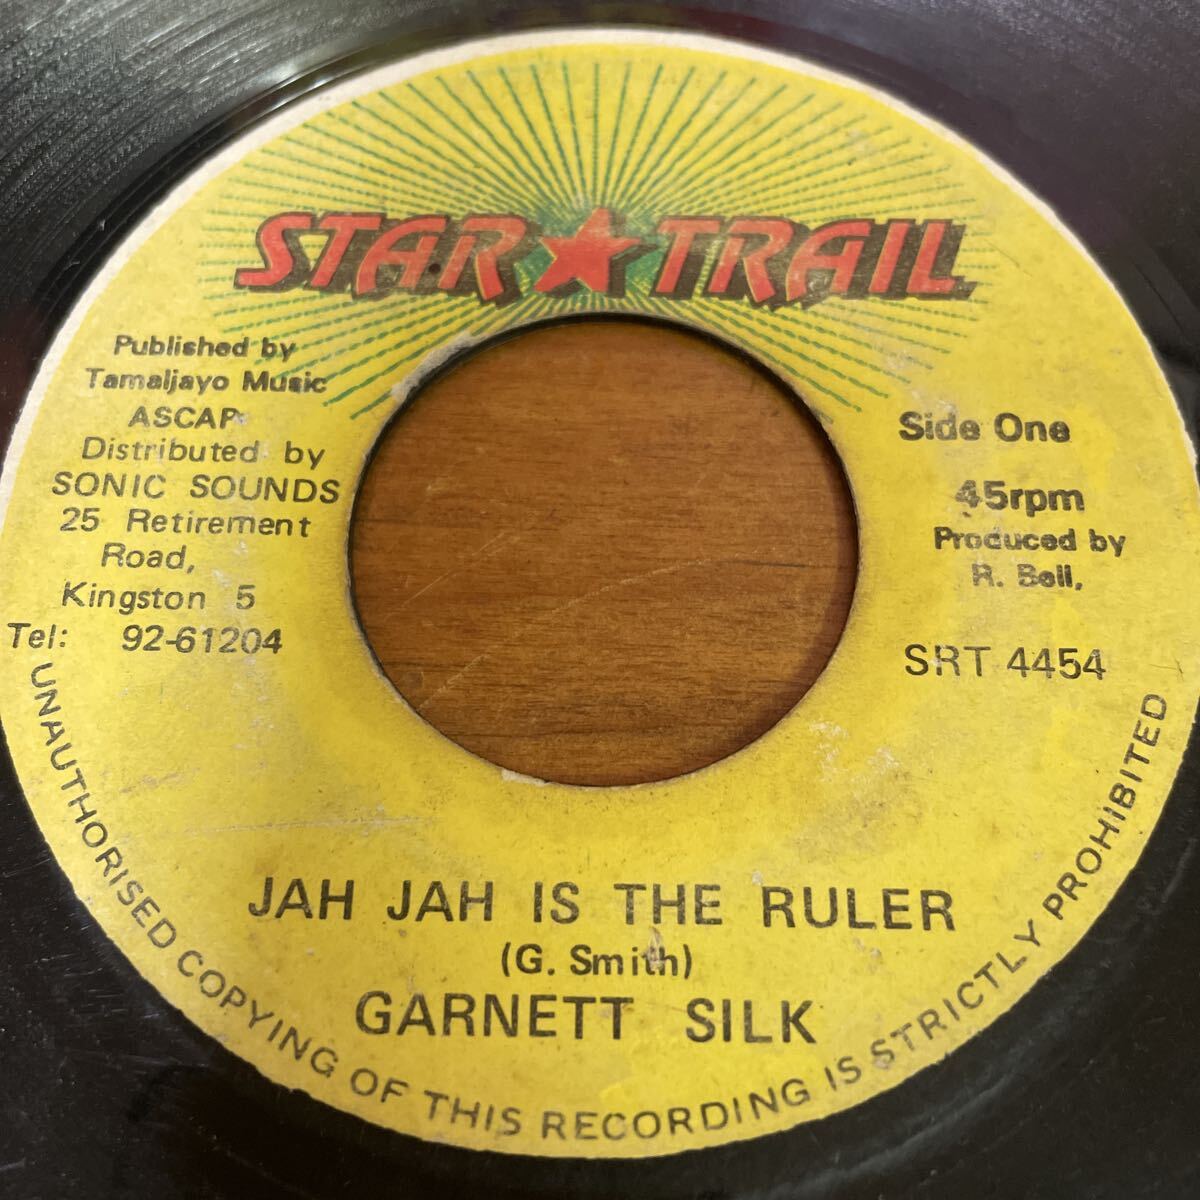 STAR★TRAIL
Published by
Tamaljayo Music
ASCAP
Distributed by
SONIC SOUNDS
25 Retirement
Road,
Kingston 5
Tel: 92-61204
Side One
45rpm
Produced by
R. Bell,
SRT 4454
JAH JAH IS THE RULER
(G. Smith)
GARNETT SILK
UNAUTHORISED COPYING OF THIS RECORDING IS STRICTLY PROHIBITED